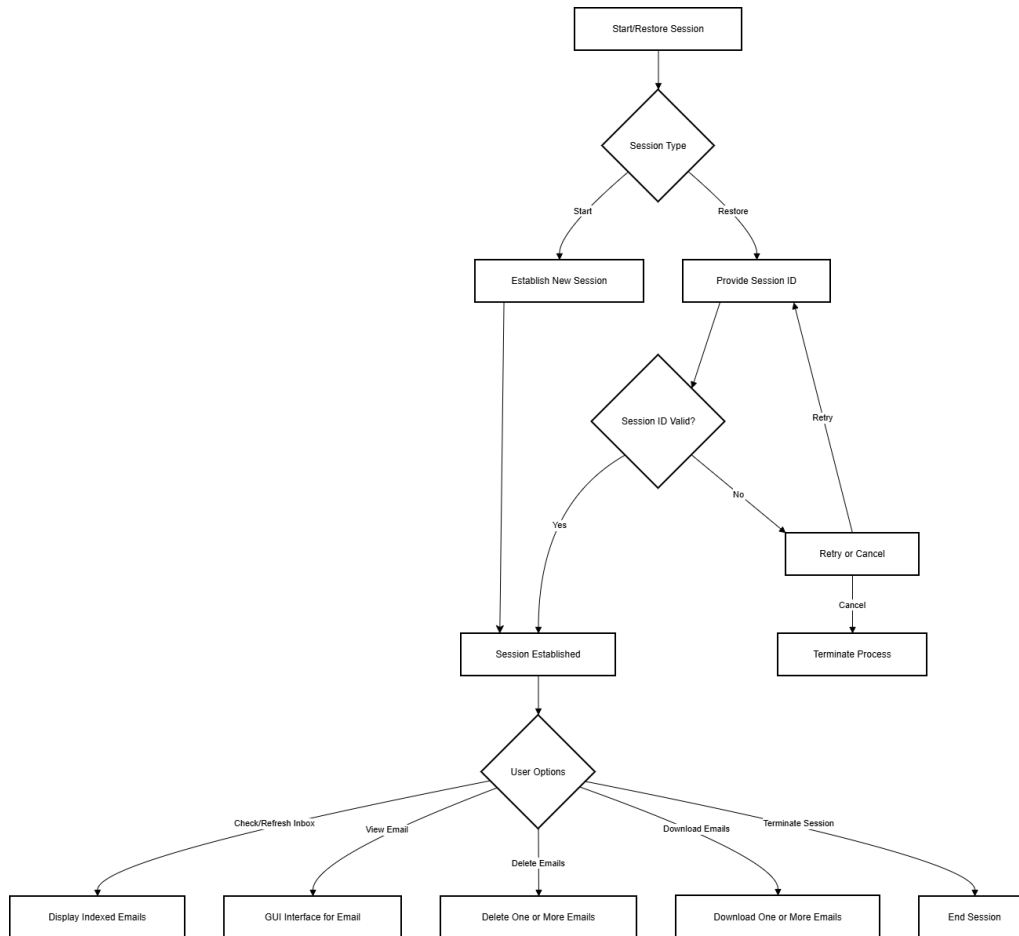 Start/Restore Session
Session Type
Start
Restore
Establish New Session
Provide Session ID
Session ID Valid?
Retry
No
Yes
Retry or Cancel
Cancel
Session Established
Terminate Process
User Options
Check/Refresh Inbox
View Email
Delete Emails
Download Emails
Terminate Session
Display Indexed Emails
GUI Interface for Email
Delete One or More Emails
Download One or More Emails
End Session